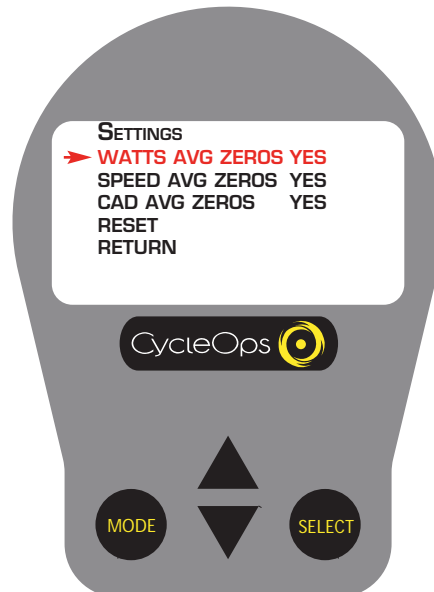 SETTINGS
WATTS AVG ZEROS YES
SPEED AVG ZEROS YES
CAD AVG ZEROS YES
RESET
RETURN
CycleOps
MODE
SELECT